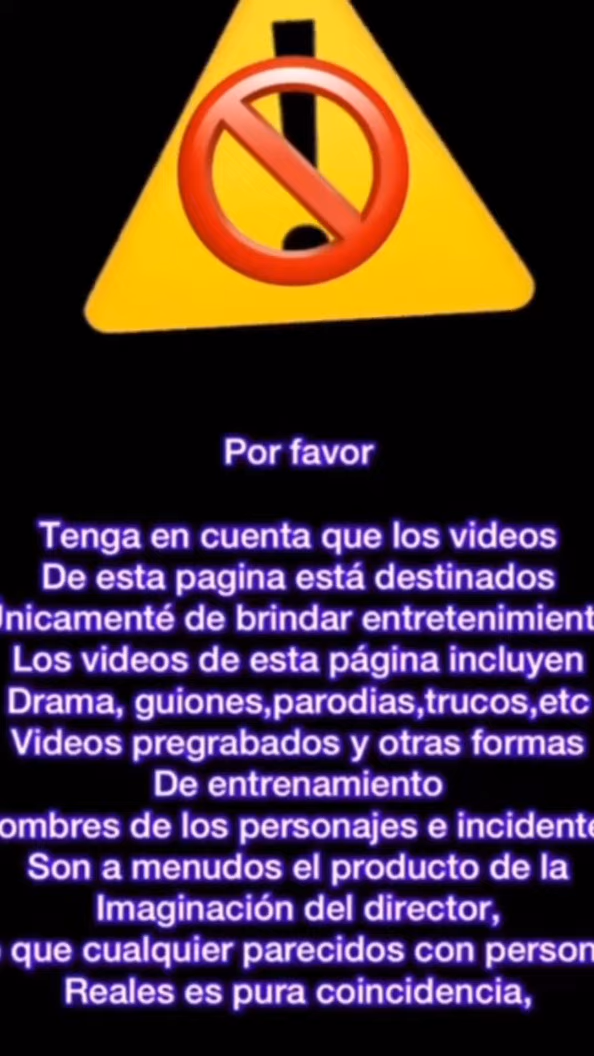 Por favor
Tenga en cuenta que los videos
De esta pagina está destinados
Unicamenté de brindar entretenimient
Los videos de esta página incluyen
Drama, guiones,parodias,trucos,etc
Videos pregrabados y otras formas
De entrenamiento
ombres de los personajes e incidente
Son a menudos el producto de la
Imaginación del director,
que cualquier parecidos con person
Reales es pura coincidencia,